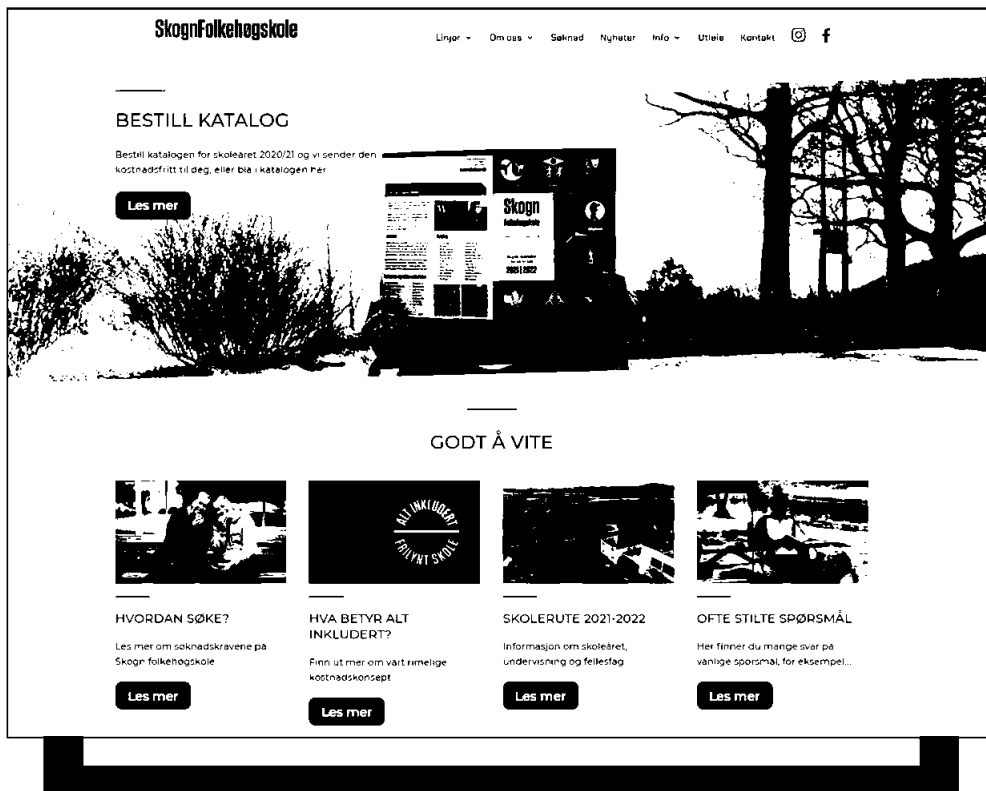 SkognFolkehøgskole
Linjer Om oss Søknad Nyheter Info Utleie Kontakt
BESTILL KATALOG
Bestill katalogen for skoleåret 2020/21 og vi sender den
kostnadsfritt til deg, eller bla i katalogen her
Les mer
Skogn
Folkehøgskole
2021|2022
GODT Å VITE
ALT INKLUDERT
FRILYNT SKOLE
HVORDAN SØKE?
Les mer om søknadskravene på
Skogn folkehøgskole
Les mer
HVA BETYR ALT
INKLUDERT?
Finn ut mer om vårt rimelige
kostnadskonsept
Les mer
SKOLERUTE 2021-2022
Informasjon om skoleåret,
undervisning og fellesfag
Les mer
OFTE STILTE SPØRSMÅL
Her finner du mange svar på
vanlige spørsmål, for eksempel...
Les mer